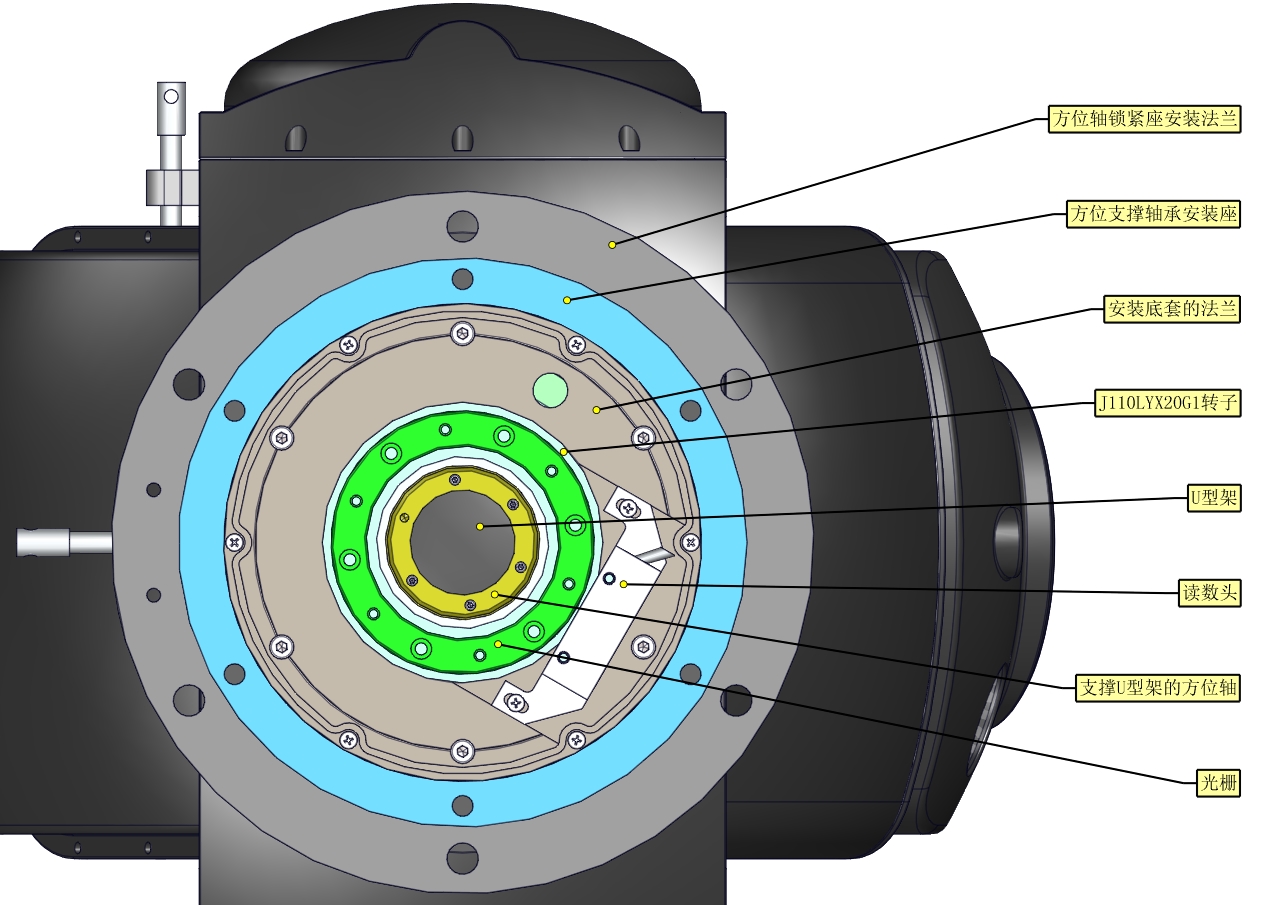 方位轴锁紧座安装法兰
方位支撑轴承安装座
安装底套的法兰
J110LYX20G1转子
U型架
读数头
支撑U型架的方位轴
光栅